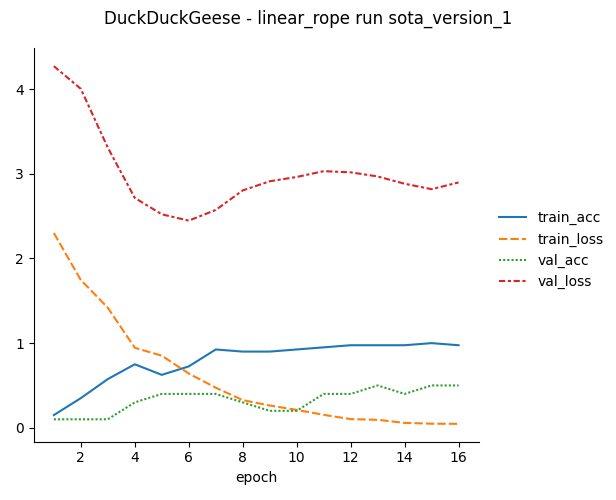 DuckDuckGeese - linear_rope run sota_version_1
4
3
2
1
0
2 4 6 8 10 12 14 16
epoch
train_acc
train_loss
val_acc
val_loss